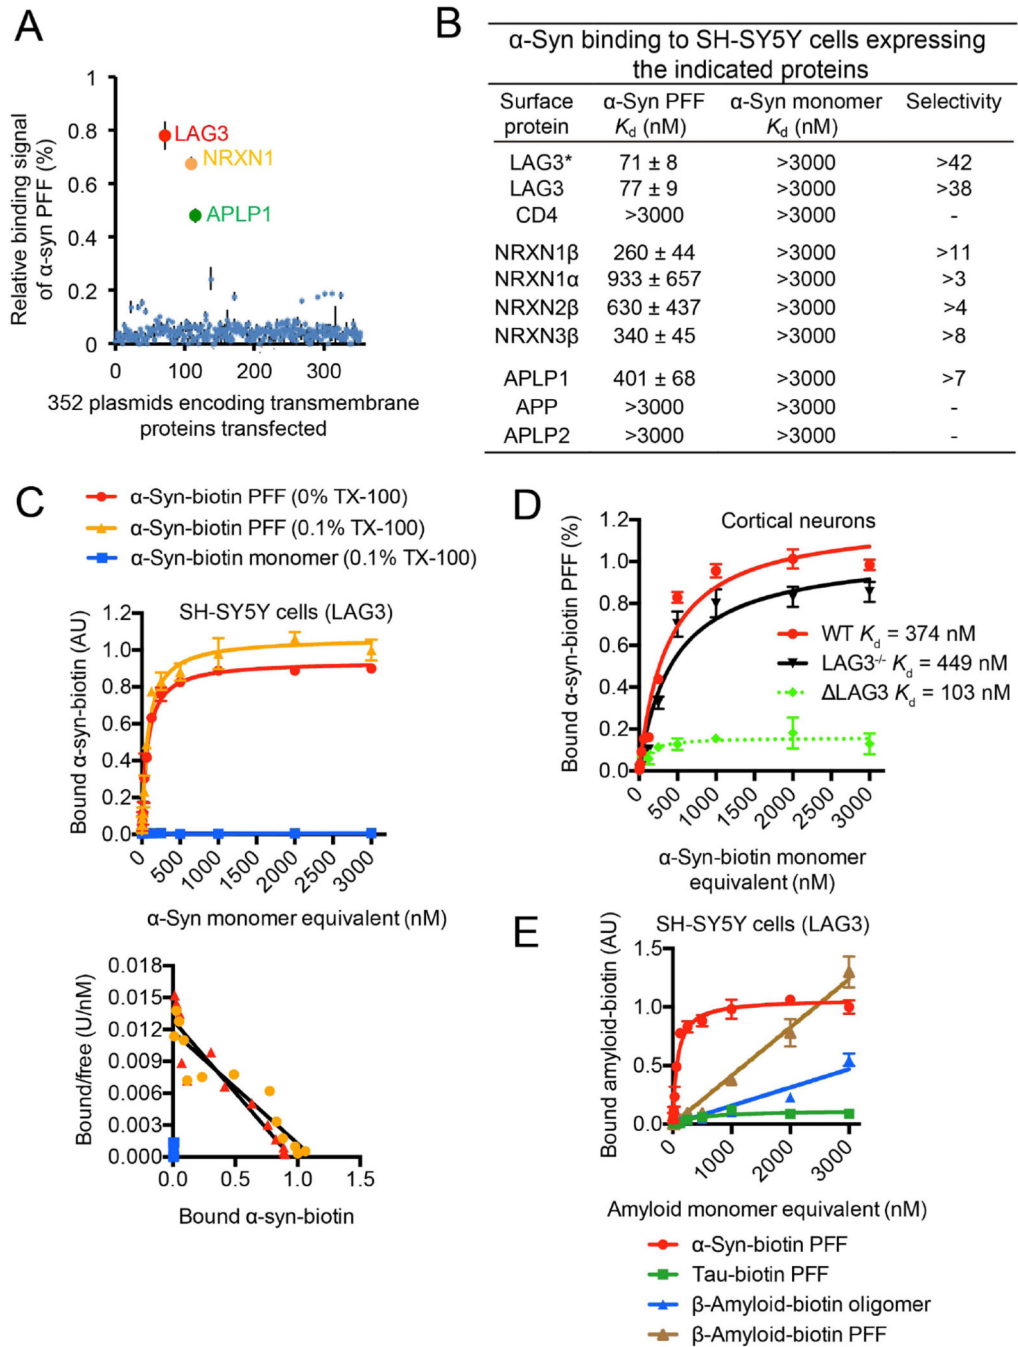 A
1
0.8
0.6
0.4
0.2
0
LAG3
NRXN1
APLP1
Relative binding signal
of α-syn PFF (%)
0 100 200 300
352 plasmids encoding transmembrane
proteins transfected
B
α-Syn binding to SH-SY5Y cells expressing
the indicated proteins
Surface α-Syn PFF α-Syn monomer Selectivity
protein Kd (nM) Kd (nM)
LAG3* 71 ± 8 >3000 >42
LAG3 77 ± 9 >3000 >38
CD4 >3000 >3000 -
NRXN1β 260 ± 44 >3000 >11
NRXN1α 933 ± 657 >3000 >3
NRXN2β 630 ± 437 >3000 >4
NRXN3β 340 ± 45 >3000 >8
APLP1 401 ± 68 >3000 >7
APP >3000 >3000 -
APLP2 >3000 >3000 -
C
α-Syn-biotin PFF (0% TX-100)
α-Syn-biotin PFF (0.1% TX-100)
α-Syn-biotin monomer (0.1% TX-100)
SH-SY5Y cells (LAG3)
1.2
1.0
0.8
0.6
0.4
0.2
0.0
Bound α-syn-biotin (AU)
0 500 1000 1500 2000 2500 3000
α-Syn monomer equivalent (nM)
0.018
0.015
0.012
0.009
0.006
0.003
0.000
Bound/free (U/nM)
0.0 0.5 1.0 1.5
Bound α-syn-biotin
D
Cortical neurons
1.2
1.0
0.8
0.6
0.4
0.2
0.0
Bound α-syn-biotin PFF (%)
WT Kd = 374 nM
LAG3-/- Kd = 449 nM
ΔLAG3 Kd = 103 nM
0 500 1000 1500 2000 2500 3000
α-Syn-biotin monomer
equivalent (nM)
E
SH-SY5Y cells (LAG3)
1.5
1.0
0.5
0.0
Bound amyloid-biotin (AU)
0 1000 2000 3000
Amyloid monomer equivalent (nM)
α-Syn-biotin PFF
Tau-biotin PFF
β-Amyloid-biotin oligomer
β-Amyloid-biotin PFF